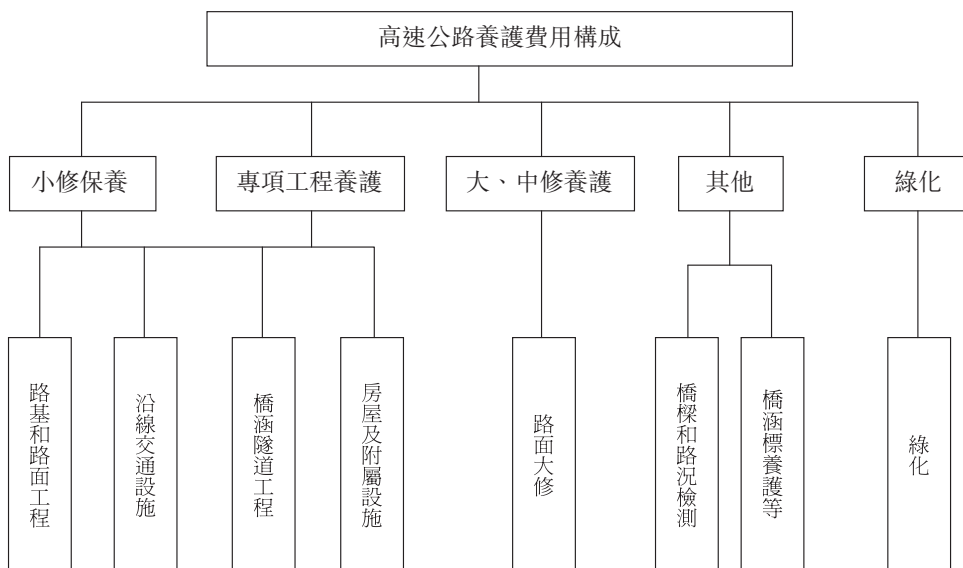 高速公路養護費用構成
小修保養
專項工程養護
大、中修養護
其他
綠化
路基和路面工程
沿線交通設施
橋涵隧道工程
房屋及附屬設施
路面大修
橋樑和路況檢測
橋涵標養護等
綠化